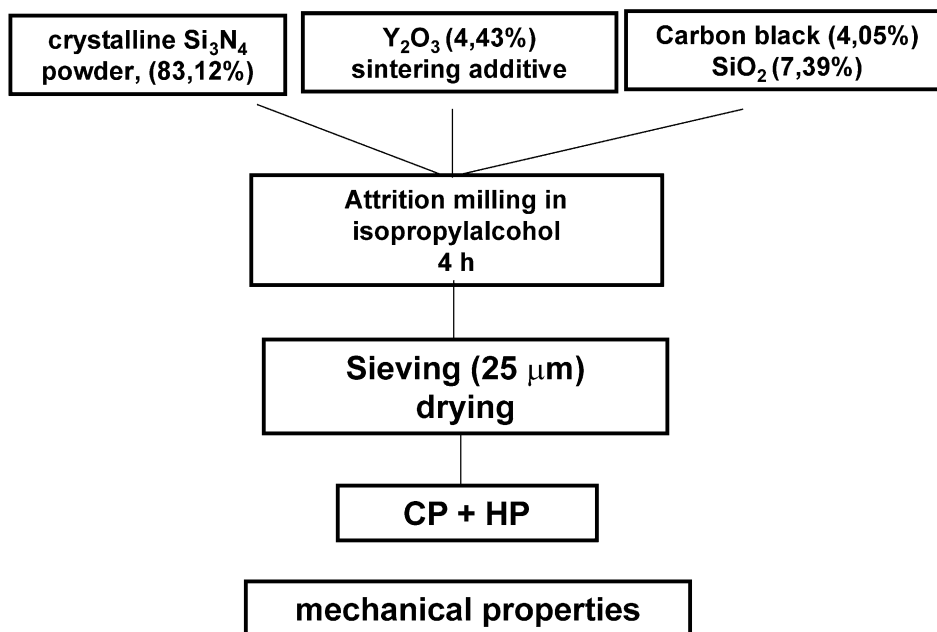 crystalline Si₃N₄
powder, (83,12%)
Y₂O₃ (4,43%)
sintering additive
Carbon black (4,05%)
SiO₂ (7,39%)
Attrition milling in
isopropylalcohol
4 h
Sieving (25 μm)
drying
CP + HP
mechanical properties